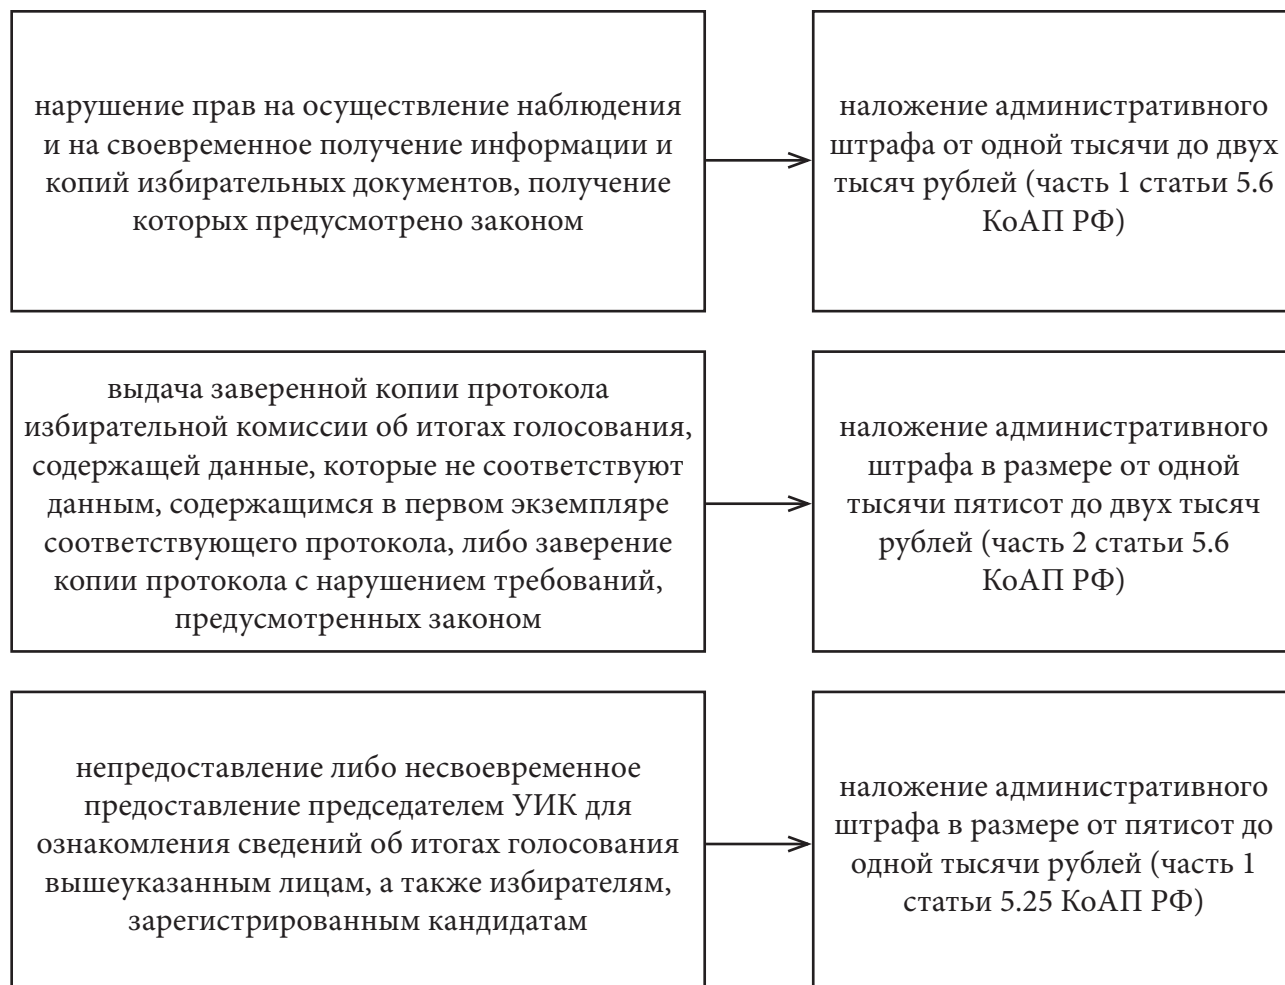 нарушение прав на осуществление наблюдения
и на своевременное получение информации и
копий избирательных документов, получение
которых предусмотрено законом
наложение административного
штрафа от одной тысячи до двух
тысяч рублей (часть 1 статьи 5.6
КоАП РФ)
выдача заверенной копии протокола
избирательной комиссии об итогах голосования,
содержащей данные, которые не соответствуют
данным, содержащимся в первом экземпляре
соответствующего протокола, либо заверение
копии протокола с нарушением требований,
предусмотренных законом
наложение административного
штрафа в размере от одной
тысячи пятисот до двух тысяч
рублей (часть 2 статьи 5.6
КоАП РФ)
непредоставление либо несвоевременное
предоставление председателем УИК для
ознакомления сведений об итогах голосования
вышеуказанным лицам, а также избирателям,
зарегистрированным кандидатам
наложение административного
штрафа в размере от пятисот до
одной тысячи рублей (часть 1
статьи 5.25 КоАП РФ)